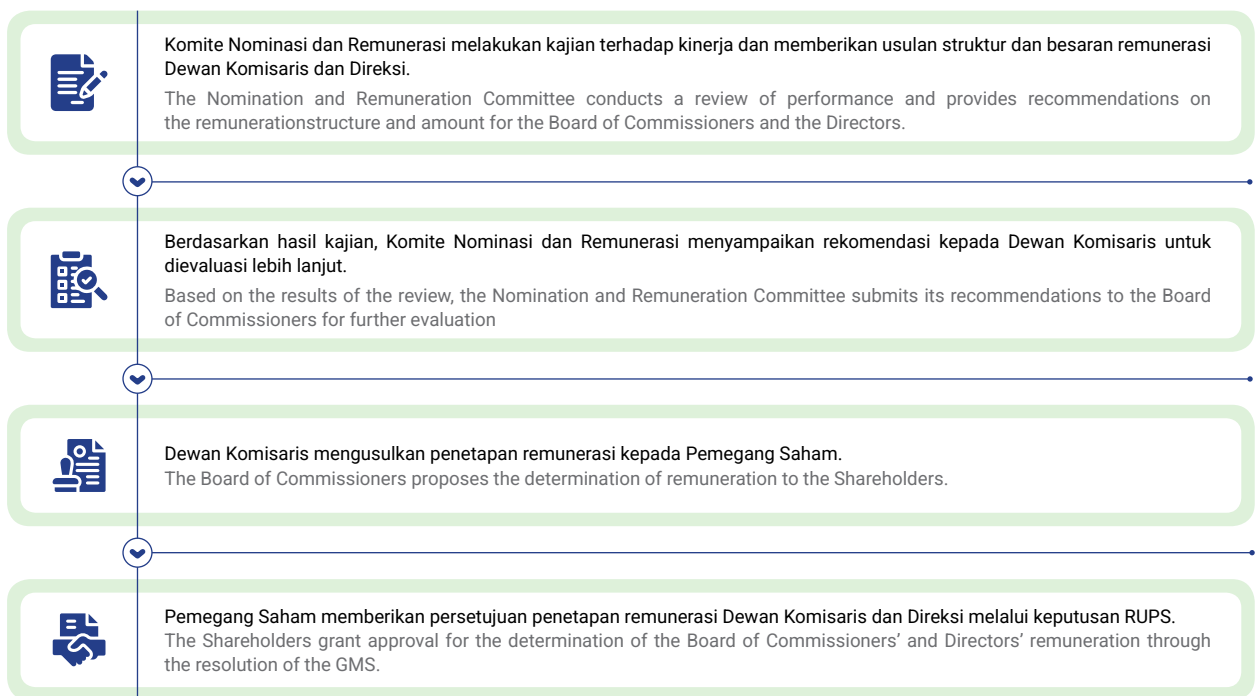 Komite Nominasi dan Remunerasi melakukan kajian terhadap kinerja dan memberikan usulan struktur dan besaran remunerasi
Dewan Komisaris dan Direksi.
The Nomination and Remuneration Committee conducts a review of performance and provides recommendations on
the remunerationstructure and amount for the Board of Commissioners and the Directors.
Berdasarkan hasil kajian, Komite Nominasi dan Remunerasi menyampaikan rekomendasi kepada Dewan Komisaris untuk
dievaluasi lebih lanjut.
Based on the results of the review, the Nomination and Remuneration Committee submits its recommendations to the Board
of Commissioners for further evaluation
Dewan Komisaris mengusulkan penetapan remunerasi kepada Pemegang Saham.
The Board of Commissioners proposes the determination of remuneration to the Shareholders.
Pemegang Saham memberikan persetujuan penetapan remunerasi Dewan Komisaris dan Direksi melalui keputusan RUPS.
The Shareholders grant approval for the determination of the Board of Commissioners’ and Directors’ remuneration through
the resolution of the GMS.